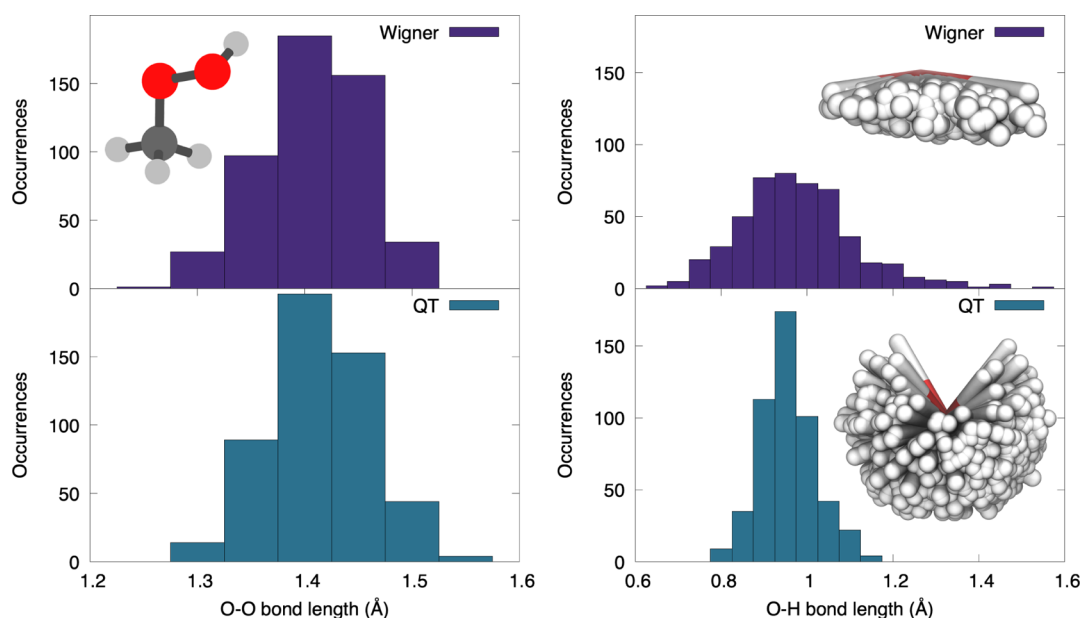 Wigner
150
100
50
0
Occurrences
Wigner
150
100
50
0
Occurrences
QT
150
100
50
0
Occurrences
1.2 1.3 1.4 1.5 1.6
O-O bond length (Å)
QT
150
100
50
0
Occurrences
0.6 0.8 1 1.2 1.4 1.6
O-H bond length (Å)